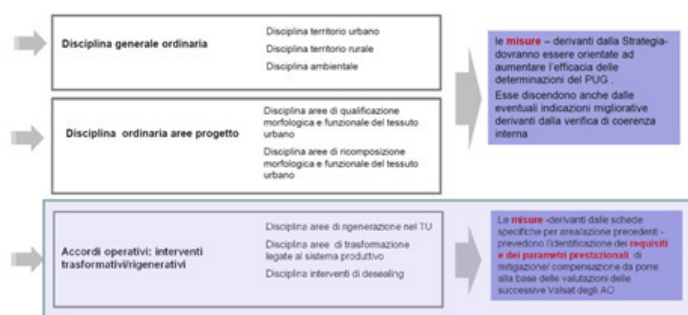 Disciplina generale ordinaria
Disciplina territorio urbano
Disciplina territorio rurale
Disciplina ambientale
le misure – derivanti dalla Strategia-
dovranno essere orientate ad
aumentare l'efficacia delle
determinazioni del PUG .
Esse discendono anche dalle
eventuali indicazioni migliorative
derivanti dalla verifica di coerenza
interna
Disciplina ordinaria aree progetto
Disciplina aree di qualificazione
morfologica e funzionale del tessuto
urbano
Disciplina aree di ricomposizione
morfologica e funzionale del tessuto
urbano
Accordi operativi: interventi
trasformativi/rigenerativi
Disciplina aree di rigenerazione nel TU
Disciplina aree di trasformazione
legate al sistema produttivo
Disciplina interventi di desealing
Le misure -derivanti dalle schede
specifiche per area/azione precedenti -
prevedono l'identificazione dei requisiti
e dei parametri prestazionali di
mitigazione/ compensazione da porre
alla base delle valutazioni delle
successive Valsat degli AO